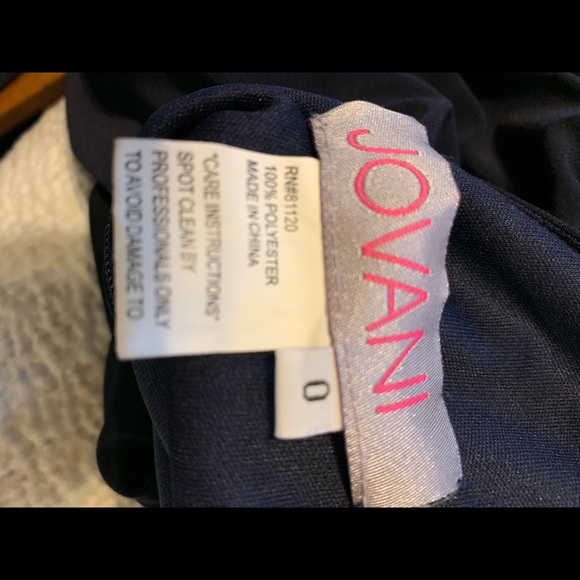 JOVANI
RN#81120
100% POLYESTER
MADE IN CHINA
*CARE INSTRUCTIONS*
SPOT CLEAN BY
PROFESSIONALS ONLY
TO AVOID DAMAGE TO
0